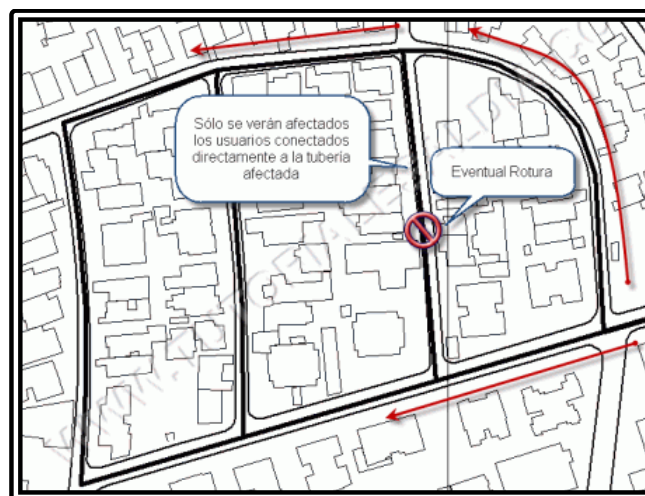 Sólo se verán afectados
los usuarios conectados
directamente a la tubería
afectada
Eventual Rotura